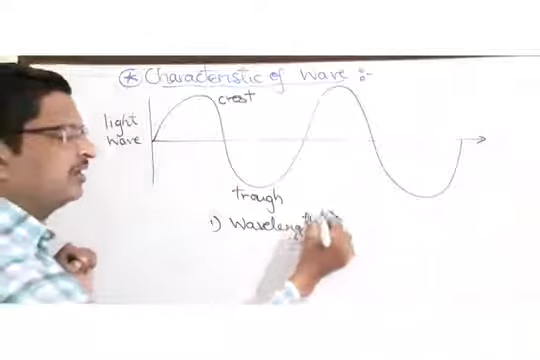 * Characteristic of Wave :-
crest
light
wave
trough
1) Wavelength